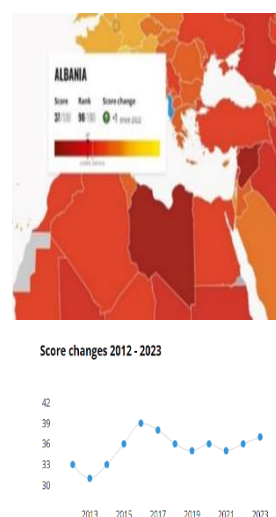 ALBANIA
Score Rank Score change
37/100 98/180 +1 since 2022
Score changes 2012 - 2023
42
39
36
33
30
2013 2015 2017 2019 2021 2023